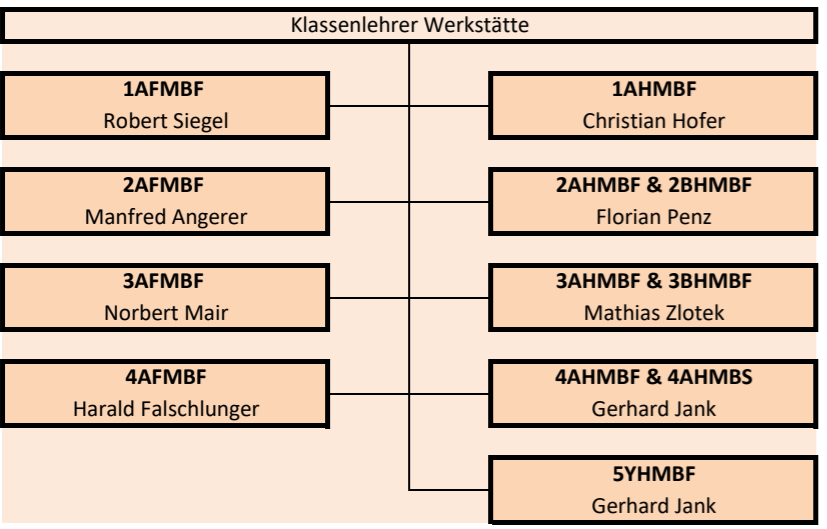 Klassenlehrer Werkstätte
1AFMBF
Robert Siegel
1AHMBF
Christian Hofer
2AFMBF
Manfred Angerer
2AHMBF & 2BHMBF
Florian Penz
3AFMBF
Norbert Mair
3AHMBF & 3BHMBF
Mathias Zlotek
4AFMBF
Harald Falschlunger
4AHMBF & 4AHMBS
Gerhard Jank
5YHMBF
Gerhard Jank